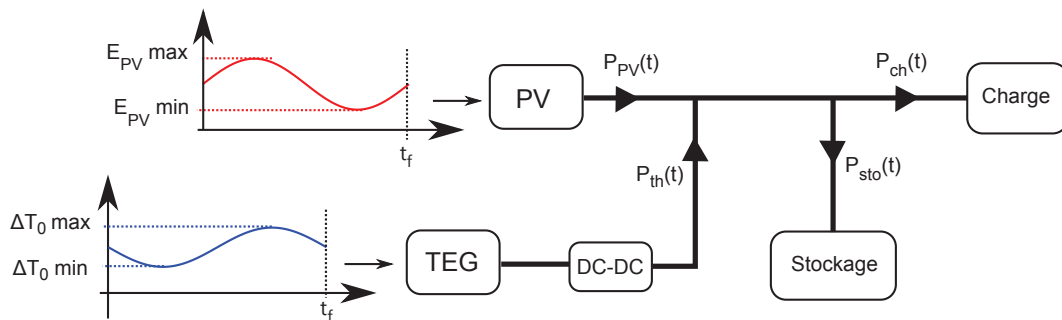 E_PV max
E_PV min
t_f
PV
P_PV(t)
P_ch(t)
Charge
P_th(t)
P_sto(t)
ΔT_0 max
ΔT_0 min
t_f
TEG
DC-DC
Stockage